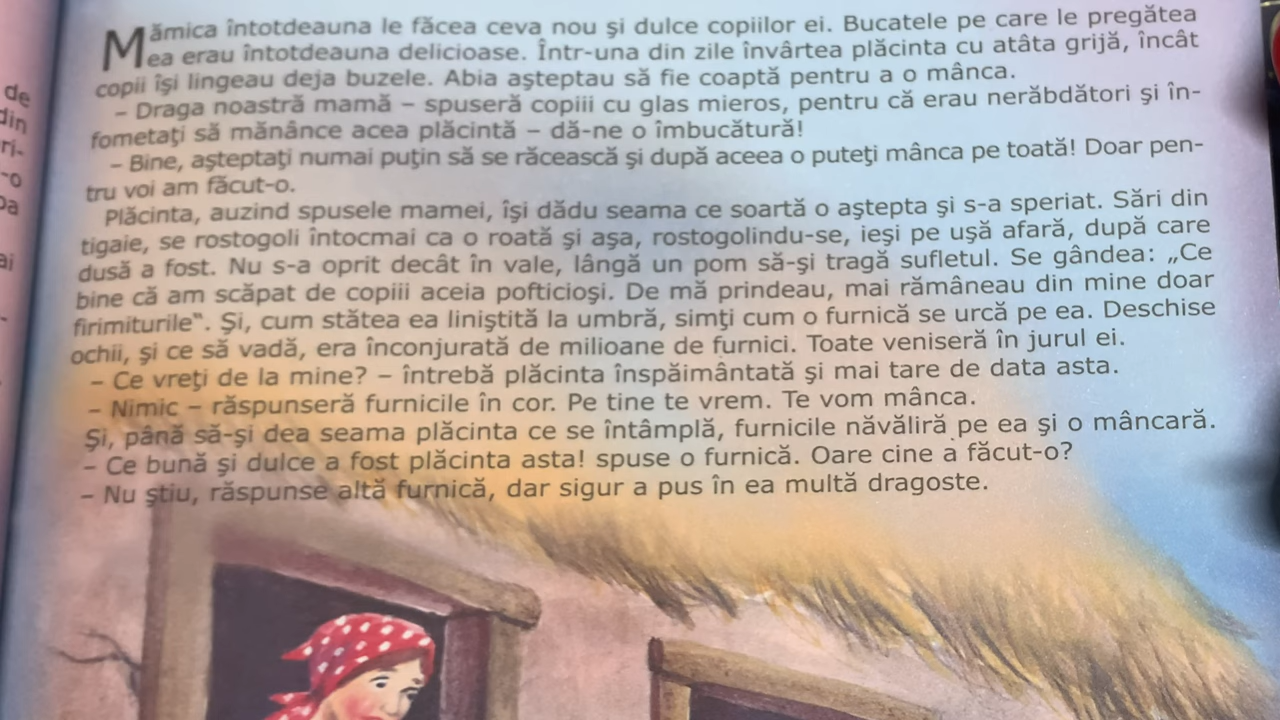 Mămica întotdeauna le făcea ceva nou şi dulce copiilor ei. Bucatele pe care le pregătea
ea erau întotdeauna delicioase. Într-una din zile învârtea plăcinta cu atâta grijă, încât
copii îşi lingeau deja buzele. Abia aşteptau să fie coaptă pentru a o mânca.
– Draga noastră mamă – spuseră copiii cu glas mieros, pentru că erau nerăbdători şi în-
fometaţi să mănânce acea plăcintă – dă-ne o îmbucătură!
– Bine, aşteptaţi numai puţin să se răcească şi după aceea o puteţi mânca pe toată! Doar pen-
tru voi am făcut-o.
Plăcinta, auzind spusele mamei, îşi dădu seama ce soartă o aştepta şi s-a speriat. Sări din
tigaie, se rostogoli întocmai ca o roată şi aşa, rostogolindu-se, ieşi pe uşă afară, după care
dusă a fost. Nu s-a oprit decât în vale, lângă un pom să-şi tragă sufletul. Se gândea: „Ce
bine că am scăpat de copiii aceia pofticioşi. De mă prindeau, mai rămâneau din mine doar
firimiturile“. Şi, cum stătea ea liniştită la umbră, simţi cum o furnică se urcă pe ea. Deschise
ochii, şi ce să vadă, era înconjurată de milioane de furnici. Toate veniseră în jurul ei.
– Ce vreţi de la mine? – întrebă plăcinta înspăimântată şi mai tare de data asta.
– Nimic – răspunseră furnicile în cor. Pe tine te vrem. Te vom mânca.
Şi, până să-şi dea seama plăcinta ce se întâmplă, furnicile năvăliră pe ea şi o mâncară.
– Ce bună şi dulce a fost plăcinta asta! spuse o furnică. Oare cine a făcut-o?
– Nu ştiu, răspunse altă furnică, dar sigur a pus în ea multă dragoste.
de
din
ri-
-o
ai